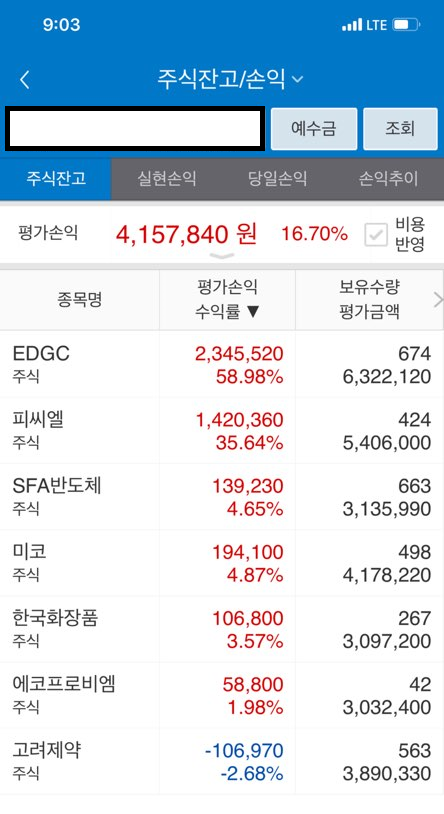 9:03 LTE
주식잔고/손익
예수금 조회
주식잔고 실현손익 당일손익 손익추이
평가손익 4,157,840 원 16.70% 비용
반영
종목명 평가손익 보유수량
수익률 ▼ 평가금액
EDGC 2,345,520 674
주식 58.98% 6,322,120
피씨엘 1,420,360 424
주식 35.64% 5,406,000
SFA반도체 139,230 663
주식 4.65% 3,135,990
미코 194,100 498
주식 4.87% 4,178,220
한국화장품 106,800 267
주식 3.57% 3,097,200
에코프로비엠 58,800 42
주식 1.98% 3,032,400
고려제약 -106,970 563
주식 -2.68% 3,890,330